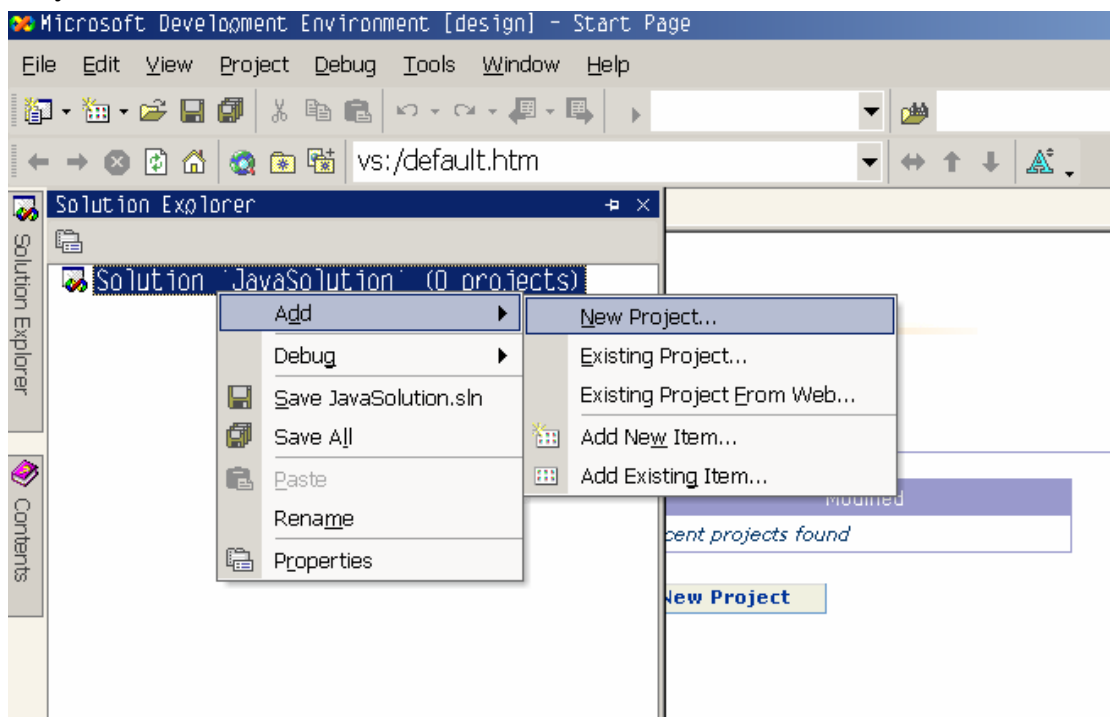 Microsoft Development Environment [design] - Start Page
File Edit View Project Debug Tools Window Help
vs:/default.htm
Solution Explorer
Solution Explorer
Solution 'JavaSolution' (0 projects)
Add
New Project...
Debug
Existing Project...
Save JavaSolution.sln
Existing Project From Web...
Save All
Add New Item...
Paste
Add Existing Item...
Rename
Modified
Contents
cent projects found
Properties
New Project